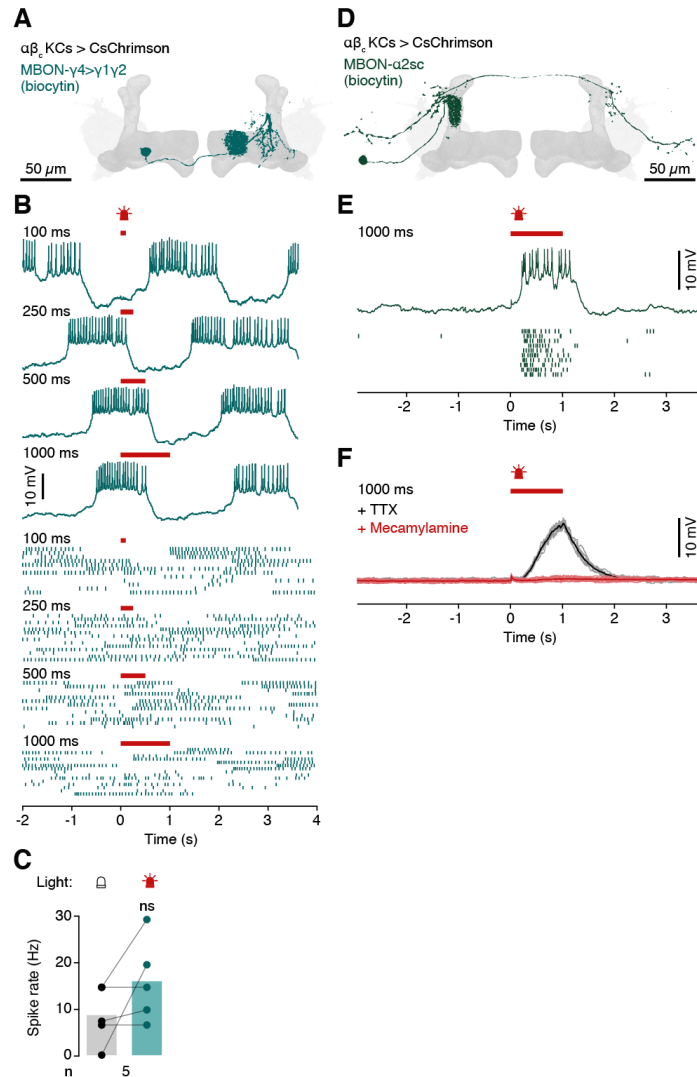 A
αβc KCs > CsChrimson
MBON-γ4>γ1γ2
(biocytin)
50 µm
B
100 ms
250 ms
500 ms
1000 ms
10 mV
100 ms
250 ms
500 ms
1000 ms
-2 -1 0 1 2 3 4
Time (s)
C
Light:
ns
30
20
10
0
Spike rate (Hz)
n 5
D
αβc KCs > CsChrimson
MBON-α2sc
(biocytin)
50 µm
E
1000 ms
10 mV
-2 -1 0 1 2 3
Time (s)
F
1000 ms
+ TTX
+ Mecamylamine
10 mV
-2 -1 0 1 2 3
Time (s)